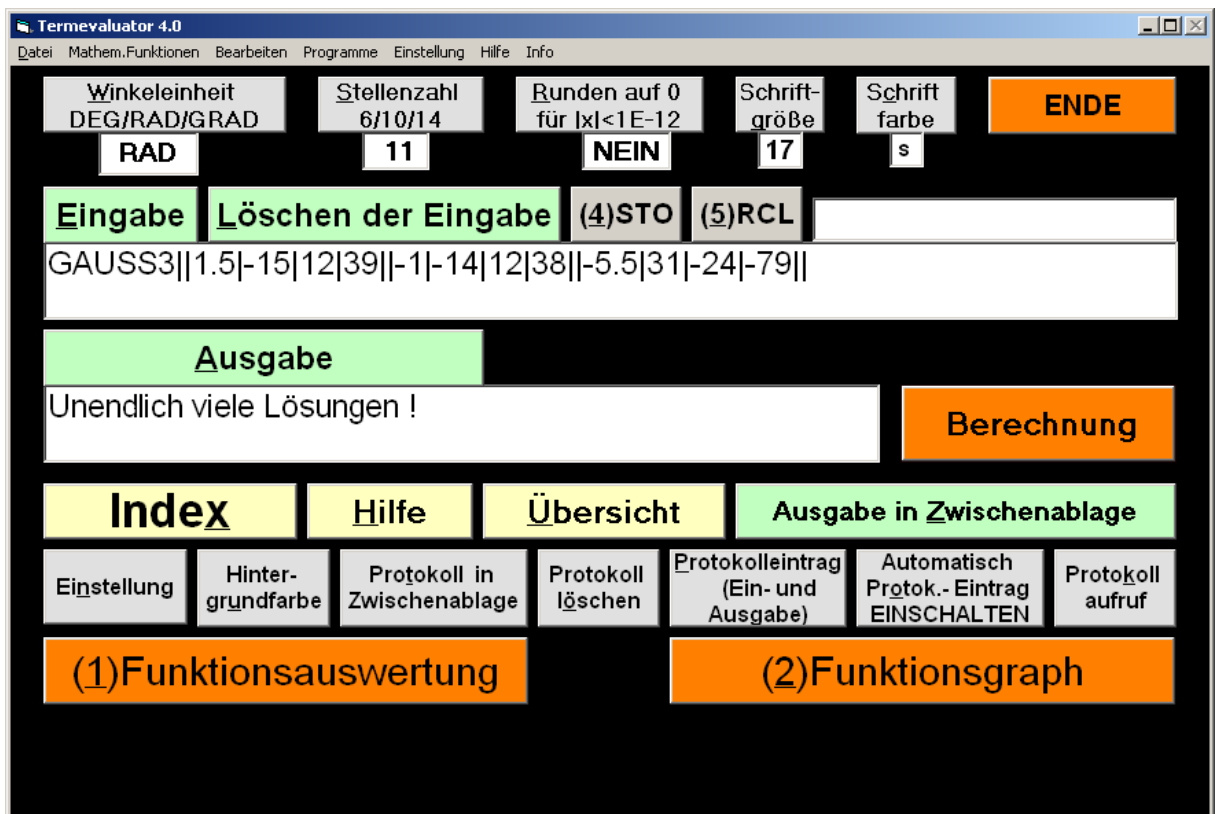 Termevaluator 4.0
Datei Mathem.Funktionen Bearbeiten Programme Einstellung Hilfe Info
Winkeleinheit
DEG/RAD/GRAD
RAD
Stellenzahl
6/10/14
11
Runden auf 0
für |x|<1E-12
NEIN
Schrift-
größe
17
Schrift
farbe
s
ENDE
Eingabe
Löschen der Eingabe
(4)STO
(5)RCL
GAUSS3||1.5|-15|12|39||-1|-14|12|38||-5.5|31|-24|-79||
Ausgabe
Unendlich viele Lösungen !
Berechnung
Index
Hilfe
Übersicht
Ausgabe in Zwischenablage
Einstellung
Hinter-
grundfarbe
Protokoll in
Zwischenablage
Protokoll
löschen
Protokolleintrag
(Ein- und
Ausgabe)
Automatisch
Protok.- Eintrag
EINSCHALTEN
Protokoll
aufruf
(1)Funktionsauswertung
(2)Funktionsgraph